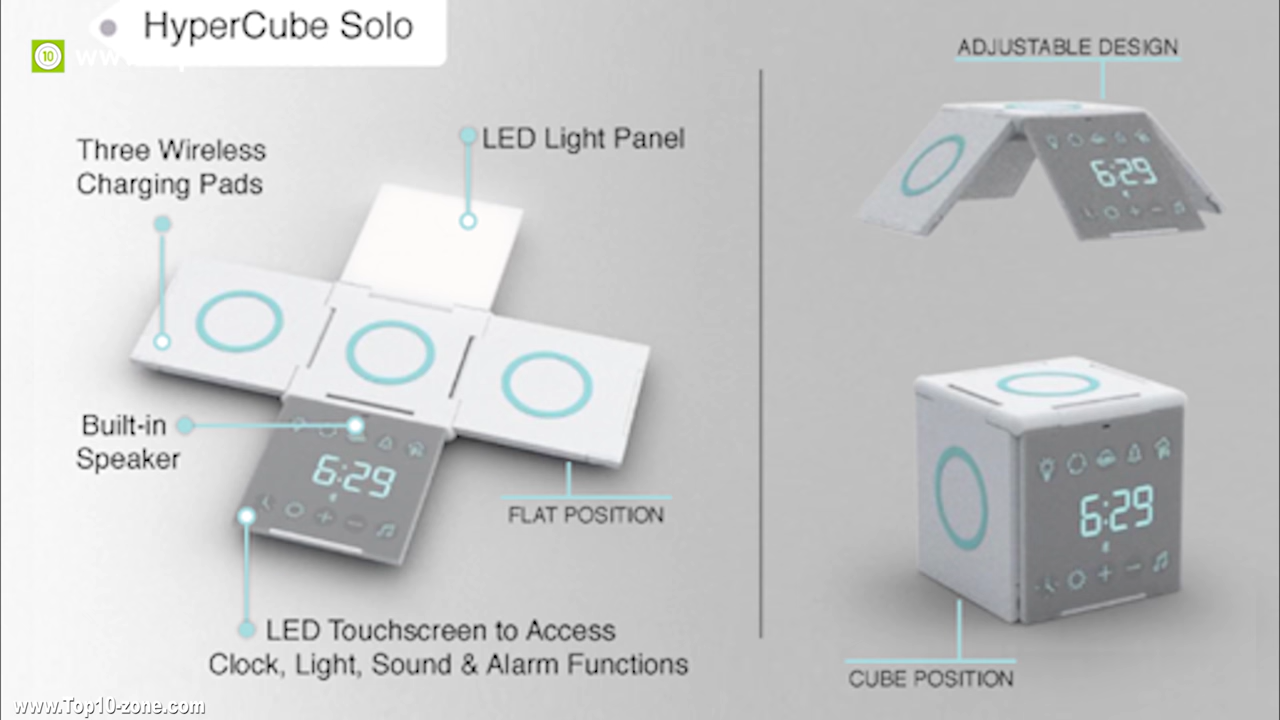 HyperCube Solo
10
ADJUSTABLE DESIGN
LED Light Panel
Three Wireless
Charging Pads
6:29
Built-in
Speaker
6:29
FLAT POSITION
6:29
LED Touchscreen to Access
Clock, Light, Sound & Alarm Functions
CUBE POSITION
www.Top10-zone.com